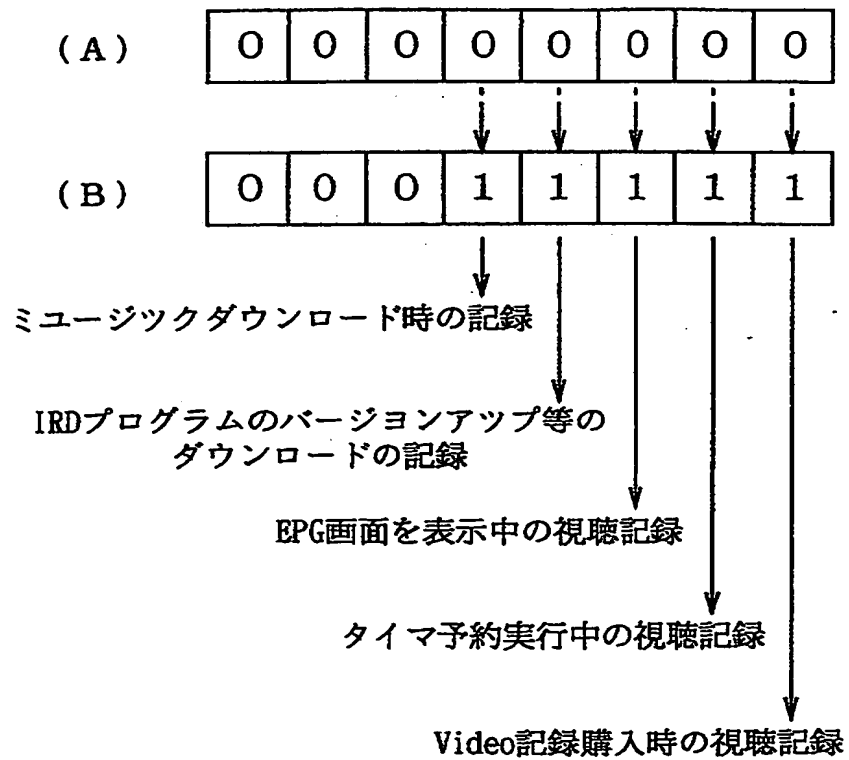 (A) 0 0 0 0 0 0 0 0
(B) 0 0 0 1 1 1 1 1
ミユージツクダウンロード時の記録
IRDプログラムのバージヨンアツプ等の
ダウンロードの記録
EPG画面を表示中の視聴記録
タイマ予約実行中の視聴記録
Video記録購入時の視聴記録